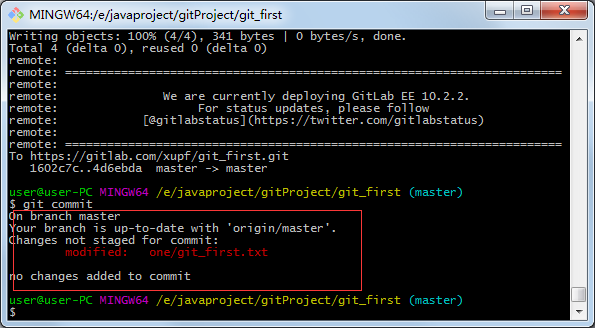 MINGW64:/e/javaproject/gitProject/git_first
Writing objects: 100% (4/4), 341 bytes | 0 bytes/s, done.
Total 4 (delta 0), reused 0 (delta 0)
remote:
remote: ====================================================================
remote:
remote:               We are currently deploying GitLab EE 10.2.2.
remote:                    For status updates, please follow
remote:            [@gitlabstatus](https://twitter.com/gitlabstatus)
remote:
remote: ====================================================================
To https://gitlab.com/xupf/git_first.git
   1602c7c..4d6ebda  master -> master
user@user-PC MINGW64 /e/javaproject/gitProject/git_first (master)
$ git commit
On branch master
Your branch is up-to-date with 'origin/master'.
Changes not staged for commit:
        modified:   one/git_first.txt
no changes added to commit
user@user-PC MINGW64 /e/javaproject/gitProject/git_first (master)
$